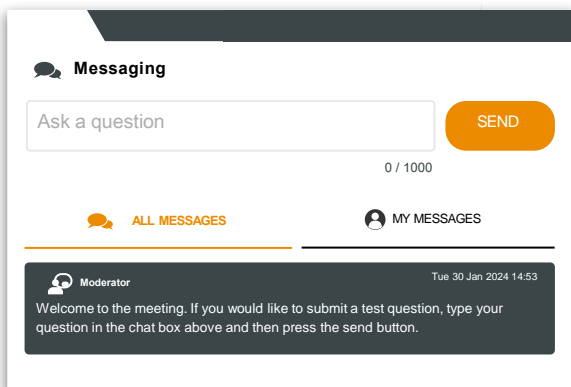 Messaging
Ask a question
SEND
0 / 1000
ALL MESSAGES
MY MESSAGES
Moderator
Tue 30 Jan 2024 14:53
Welcome to the meeting. If you would like to submit a test question, type your
question in the chat box above and then press the send button.